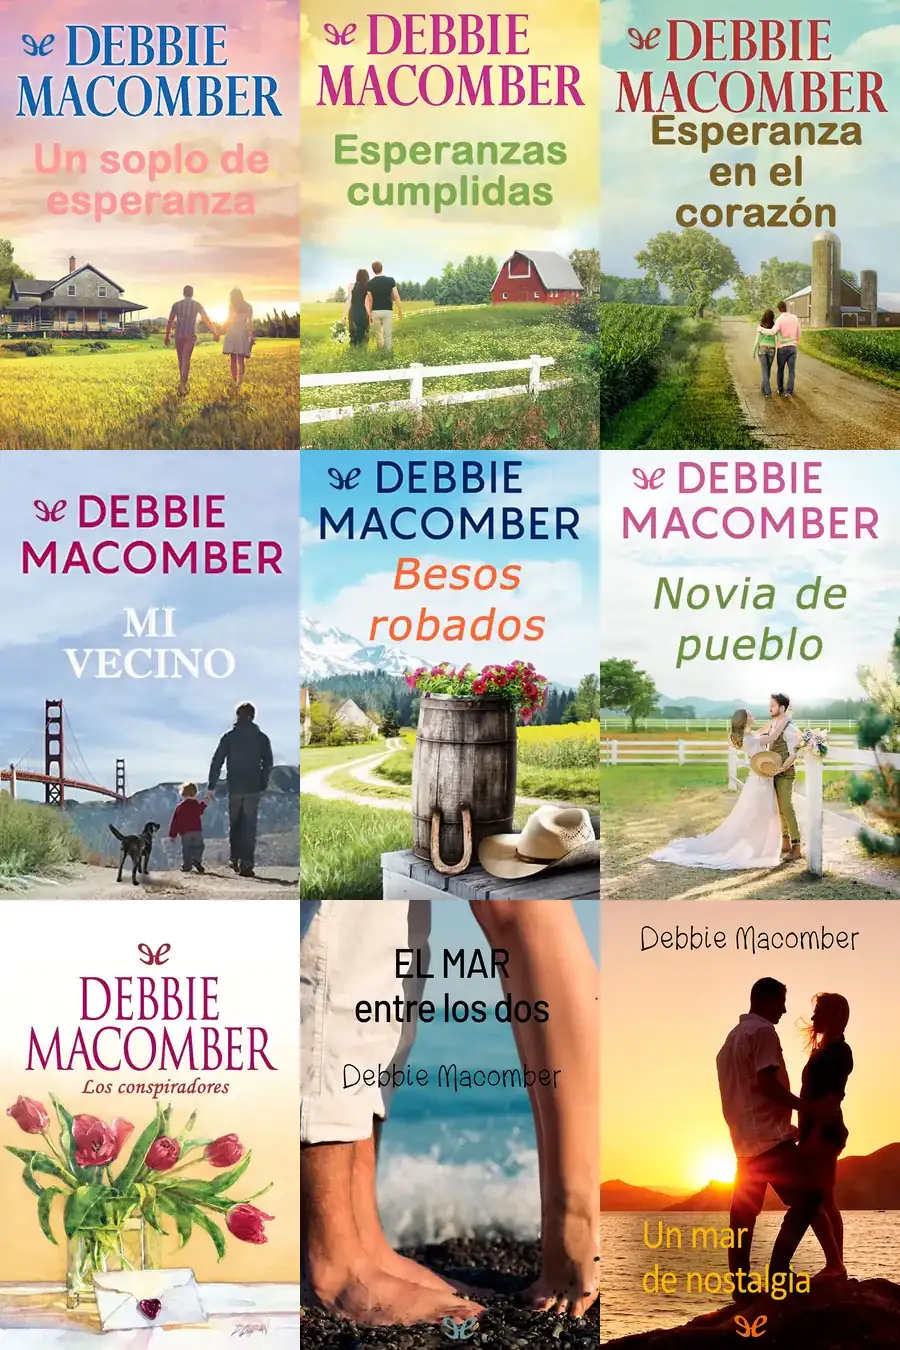 DEBBIE
MACOMBER
Un soplo de
esperanza
DEBBIE
MACOMBER
Esperanzas
cumplidas
DEBBIE
MACOMBER
Esperanza
en el
corazón
DEBBIE
MACOMBER
MI
VECINO
DEBBIE
MACOMBER
Besos
robados
DEBBIE
MACOMBER
Novia de
pueblo
DEBBIE
MACOMBER
Los conspiradores
EL MAR
entre los dos
Debbie Macomber
Debbie Macomber
Un mar
de nostalgia